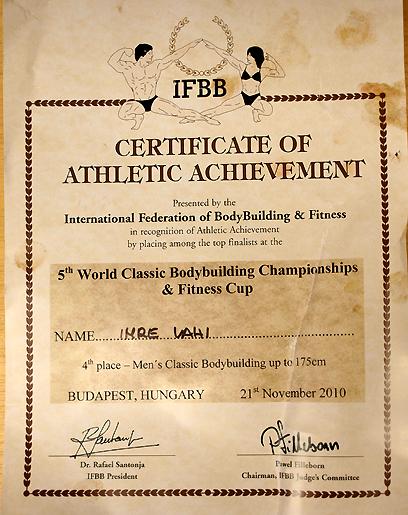 IFBB
CERTIFICATE OF
ATHLETIC ACHIEVEMENT
Presented by the
International Federation of BodyBuilding & Fitness
in recognition of Athletic Achievement
by placing among the top finalists at the
5th World Classic Bodybuilding Championships
& Fitness Cup
NAME......IMRE VAHI..............................
4th place – Men´s Classic Bodybuilding up to 175cm
BUDAPEST, HUNGARY 21st November 2010
R Santonja PFilleborn
Dr. Rafael Santonja Pawel Filleborn
IFBB President Chairman, IFBB Judge's Committee